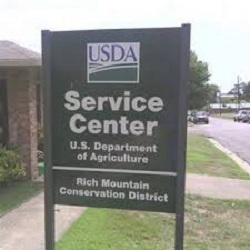 USDA
Service
Center
U.S. Department
of Agriculture
Rich Mountain
Conservation District